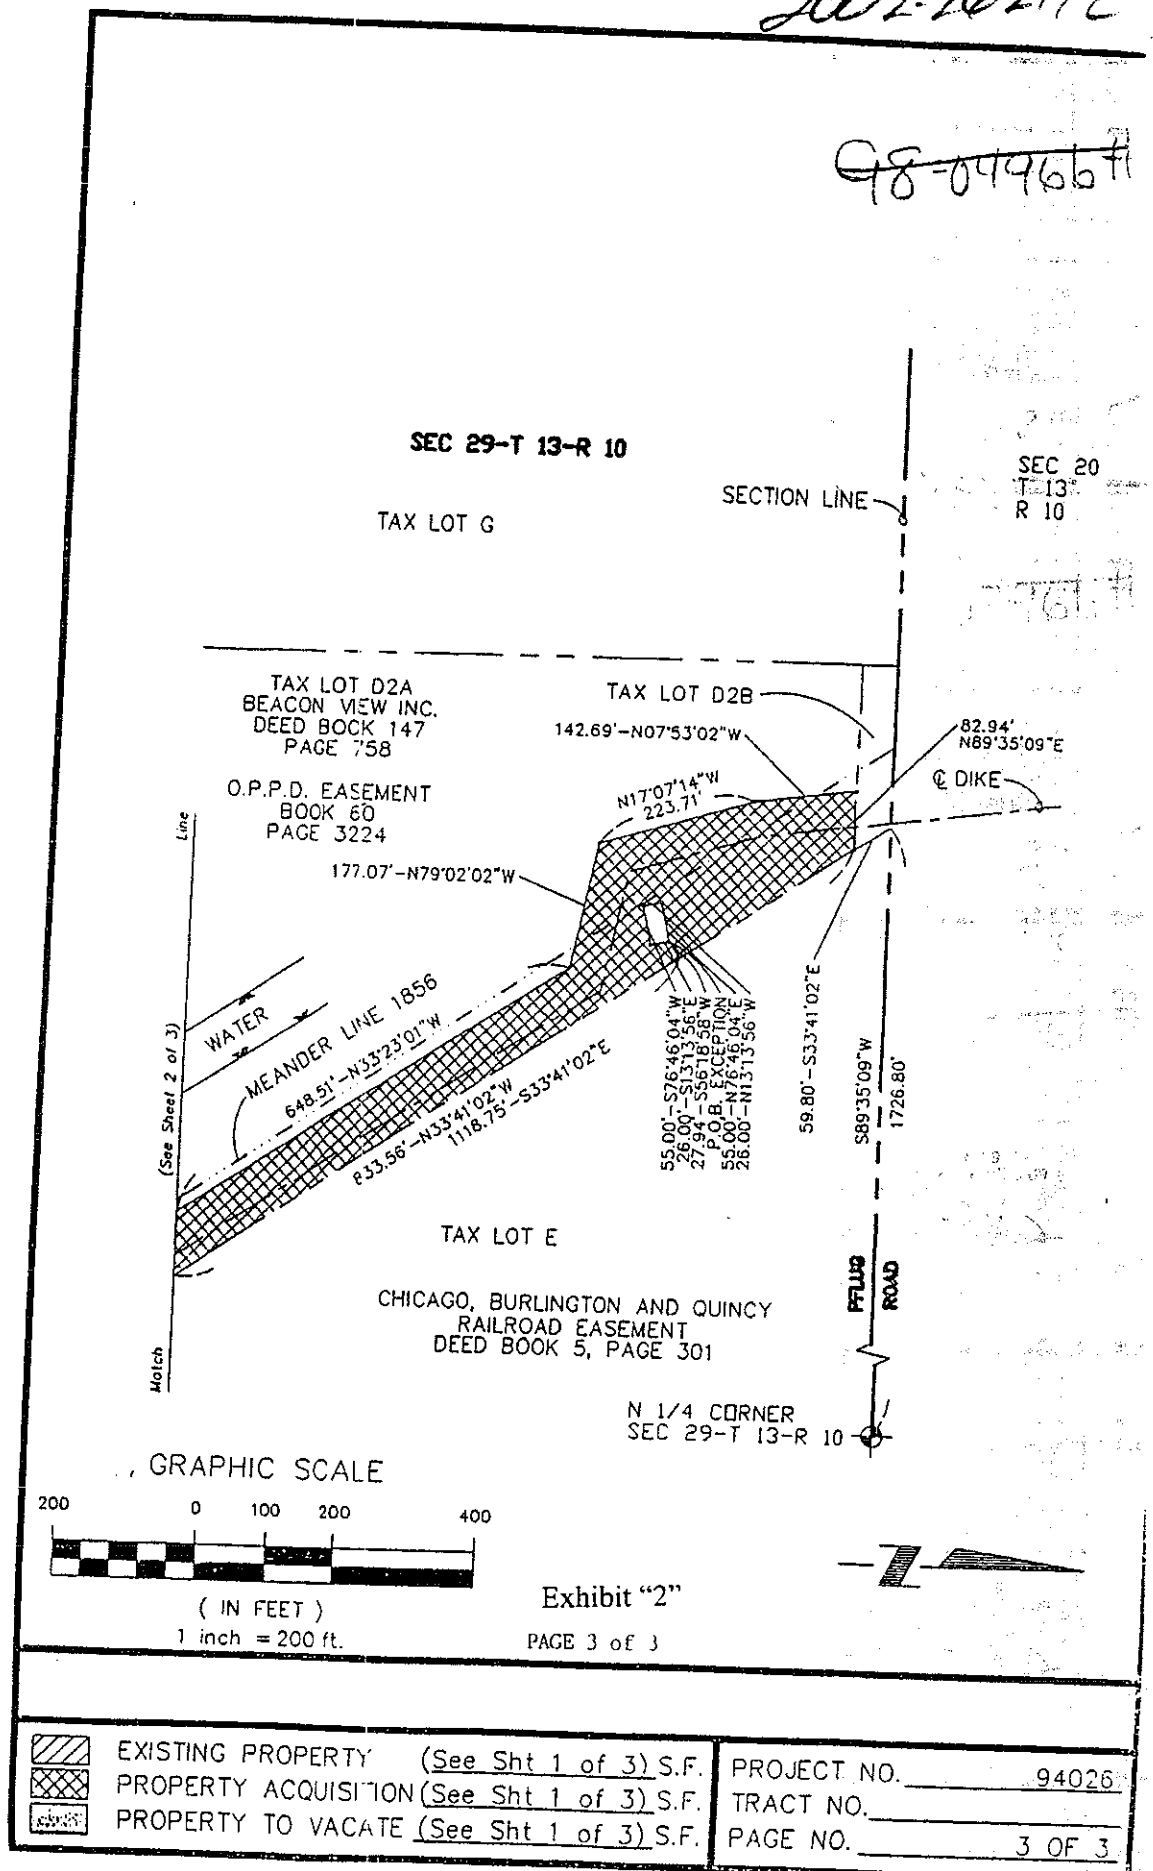 SEC 29-T 13-R 10
SEC 20
T 13
R 10
SECTION LINE
TAX LOT G
TAX LOT D2A
BEACON VIEW INC.
DEED BOCK 147
PAGE 758
O.P.P.D. EASEMENT
BOOK 60
PAGE 3224
TAX LOT D2B
142.69'-N07°53'02"W
82.94'
N89°35'09"E
℄ DIKE
N17°07'14"W
223.71'
177.07'-N79°02'02"W
Match
(See Sheet 2 of 3)
Line
WATER
MEANDER LINE 1856
648.51'-N33°23'01"W
833.56'-N33°41'02"W
1118.75'-S33°41'02"E
55.00'-S76°46'04"W
26.00'-S13°13'56"E
27.94'-S56°18'58"W
P.O.B. EXCEPTION
55.00'-N76°46'04"E
26.00'-N13°13'56"W
59.80'-S33°41'02"E
S89°35'09"W
1726.80'
TAX LOT E
CHICAGO, BURLINGTON AND QUINCY
RAILROAD EASEMENT
DEED BOOK 5, PAGE 301
PFLUG
ROAD
N 1/4 CORNER
SEC 29-T 13-R 10
GRAPHIC SCALE
200 0 100 200 400
( IN FEET )
1 inch = 200 ft.
Exhibit “2”
PAGE 3 of 3
Z
EXISTING PROPERTY (See Sht 1 of 3) S.F.
PROPERTY ACQUISITION (See Sht 1 of 3) S.F.
PROPERTY TO VACATE (See Sht 1 of 3) S.F.
PROJECT NO. 94026
TRACT NO.
PAGE NO. 3 OF 3